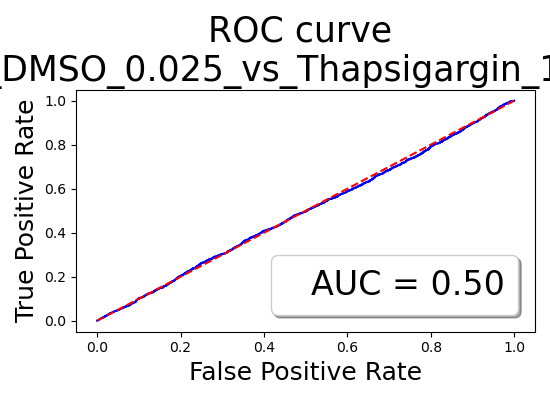 ROC curve
_DMSO_0.025_vs_Thapsigargin_1
True Positive Rate
1.0
0.8
0.6
0.4
0.2
0.0
AUC = 0.50
0.0 0.2 0.4 0.6 0.8 1.0
False Positive Rate